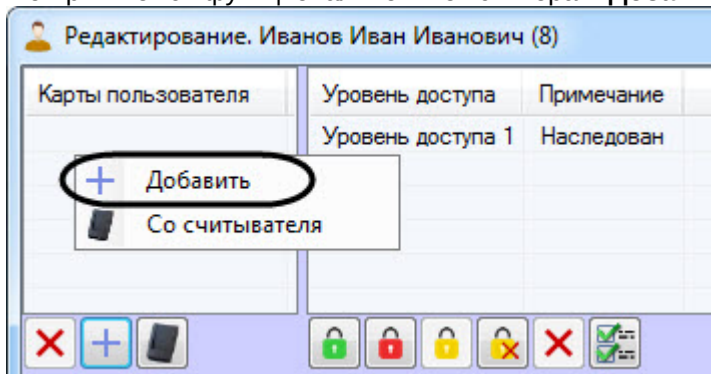 Редактирование. Иванов Иван Иванович (8)
Карты пользователя Уровень доступа Примечание
Уровень доступа 1 Наследован
Добавить
Со считывателя